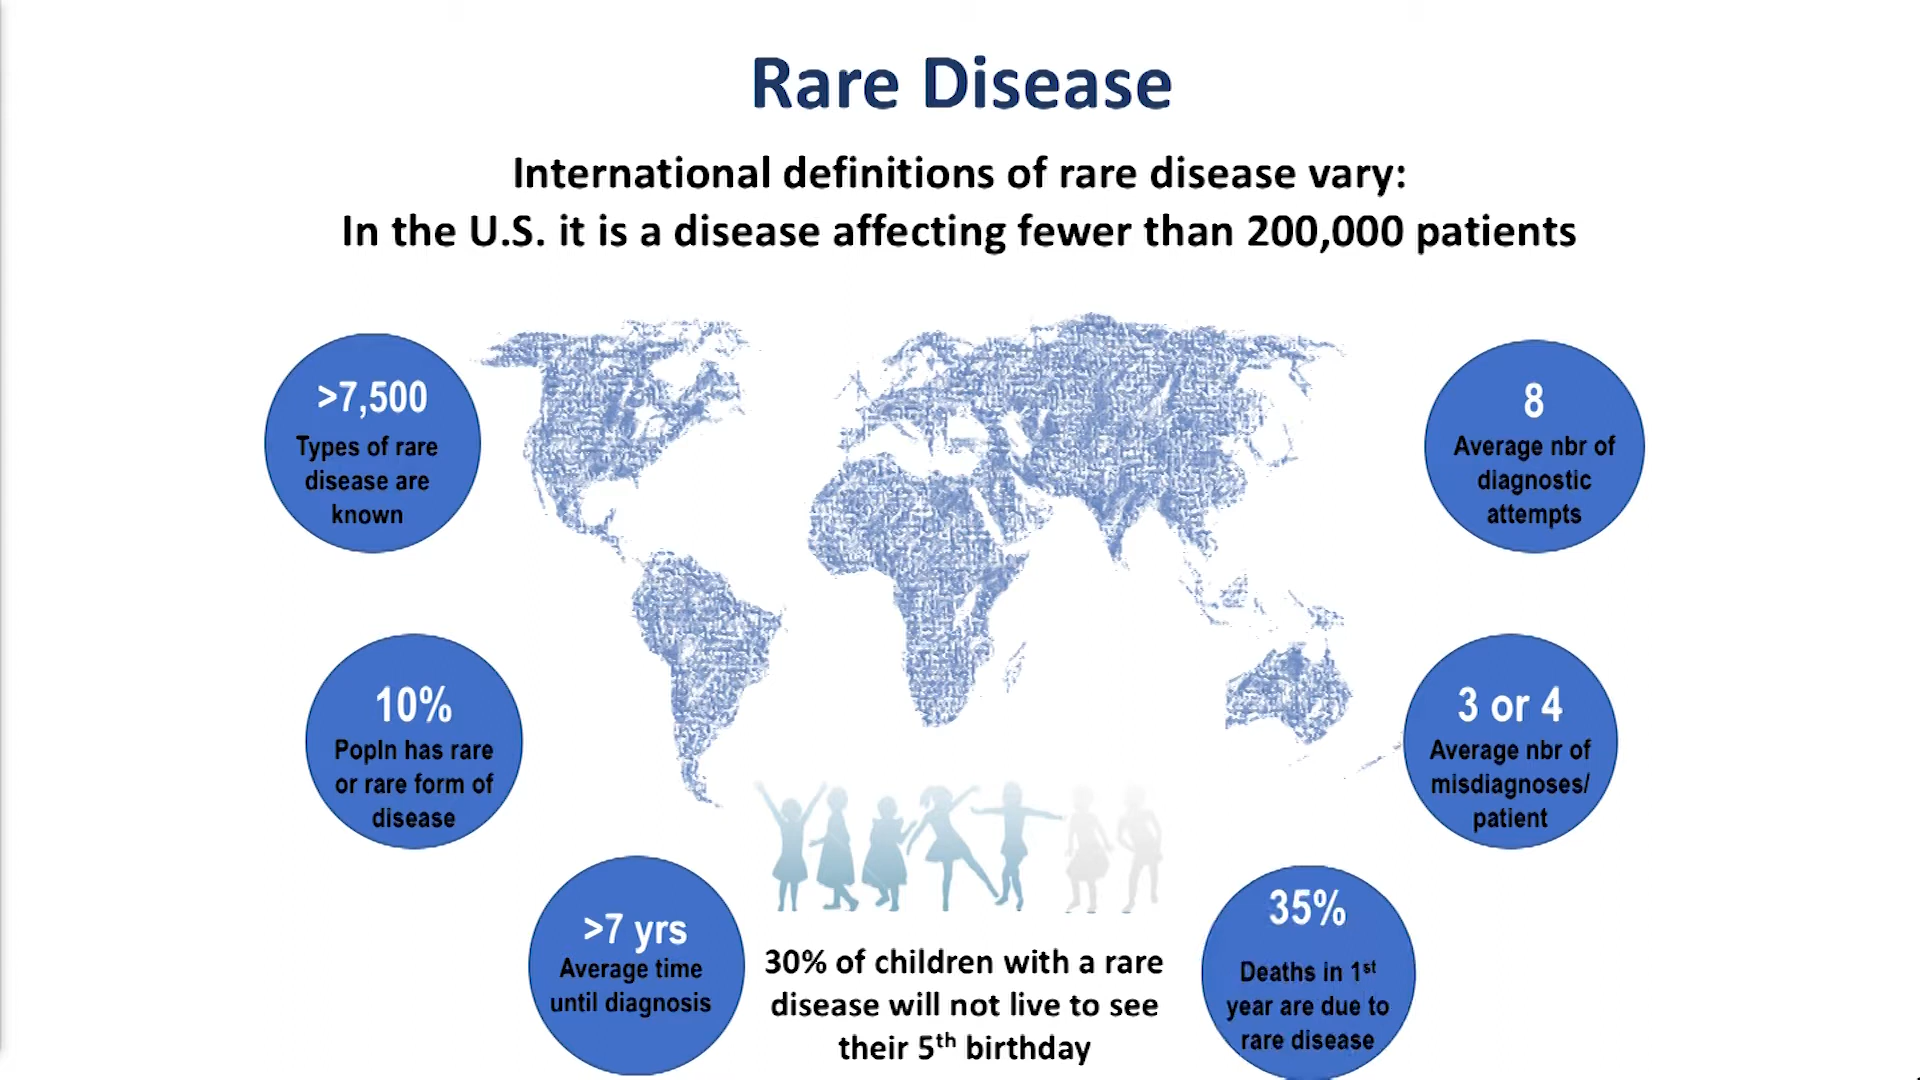 Rare Disease
International definitions of rare disease vary:
In the U.S. it is a disease affecting fewer than 200,000 patients
>7,500
Types of rare
disease are
known
8
Average nbr of
diagnostic
attempts
10%
Popln has rare
or rare form of
disease
3 or 4
Average nbr of
misdiagnoses/
patient
>7 yrs
Average time
until diagnosis
30% of children with a rare
disease will not live to see
their 5th birthday
35%
Deaths in 1st
year are due to
rare disease